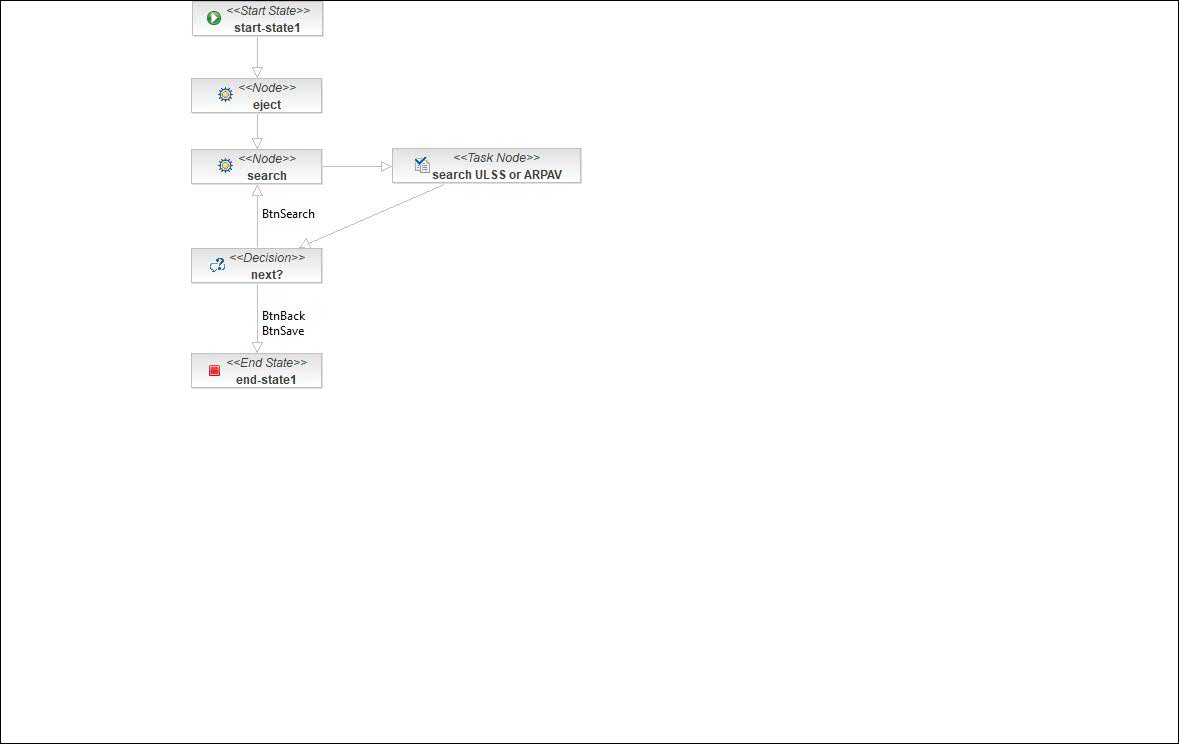 <<Start State>>
start-state1
<<Node>>
eject
<<Node>>
search
<<Task Node>>
search ULSS or ARPAV
BtnSearch
<<Decision>>
next?
BtnBack
BtnSave
<<End State>>
end-state1